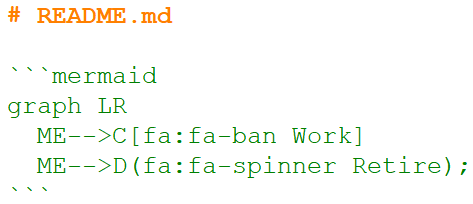 # README.md
```mermaid
graph LR
  ME-->C[fa:fa-ban Work]
  ME-->D(fa:fa-spinner Retire);
```